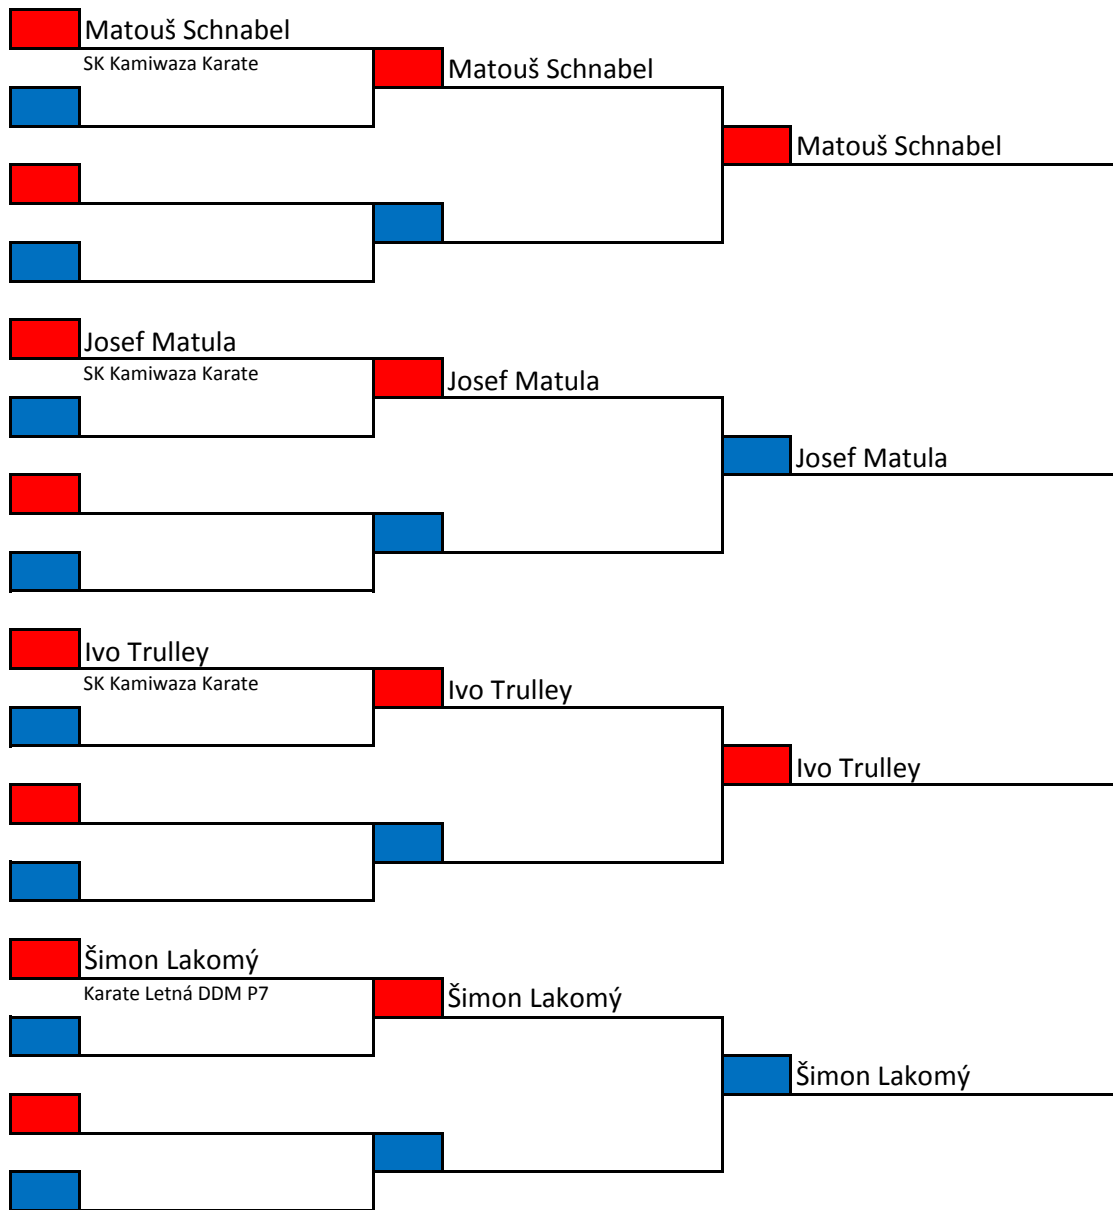 Matouš Schnabel
SK Kamiwaza Karate
Matouš Schnabel
Matouš Schnabel
Josef Matula
SK Kamiwaza Karate
Josef Matula
Josef Matula
Ivo Trulley
SK Kamiwaza Karate
Ivo Trulley
Ivo Trulley
Šimon Lakomý
Karate Letná DDM P7
Šimon Lakomý
Šimon Lakomý